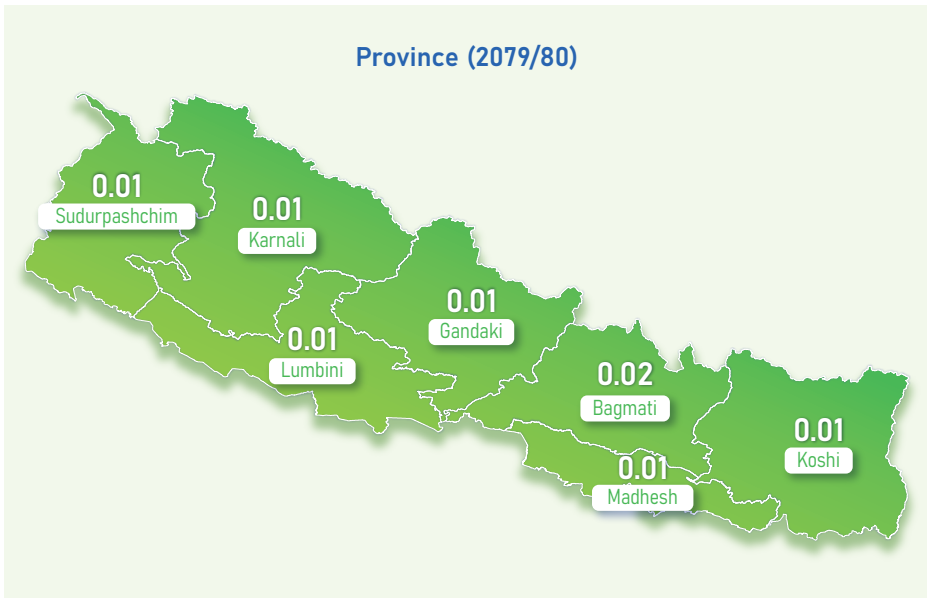 Province (2079/80)
0.01
Sudurpashchim
0.01
Karnali
0.01
Gandaki
0.01
Lumbini
0.02
Bagmati
0.01
Koshi
0.01
Madhesh